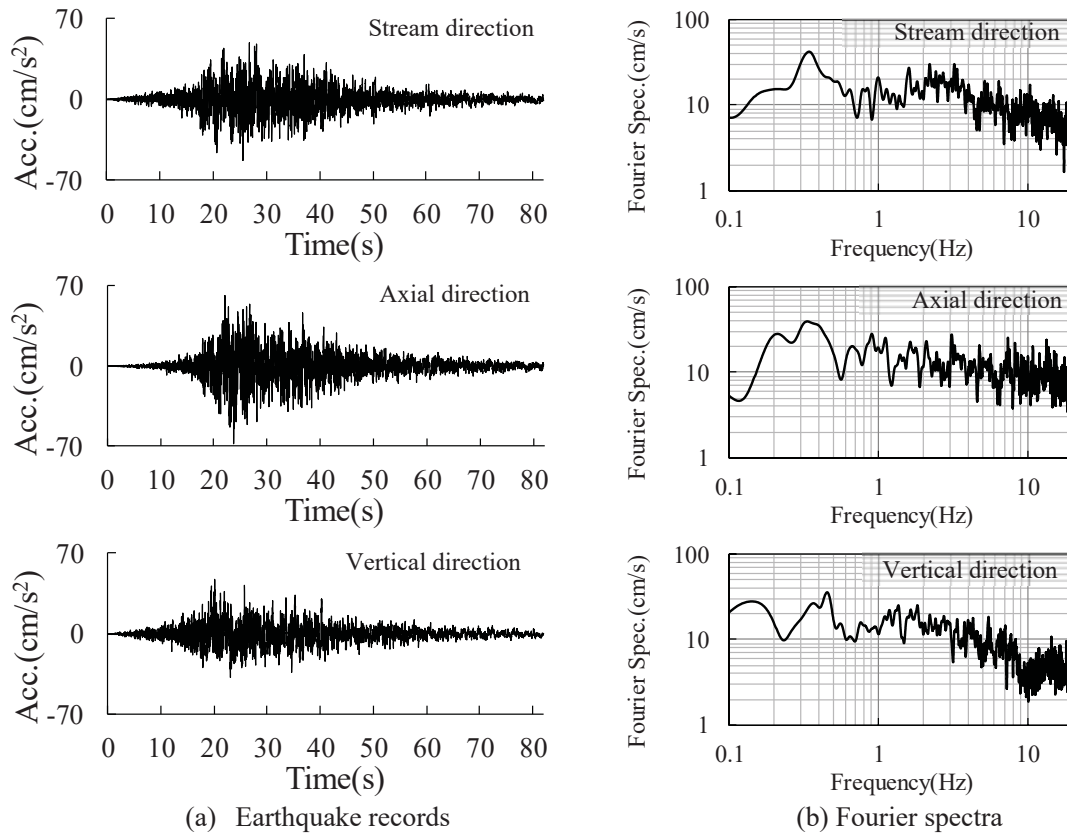 70
0
-70
Acc.(cm/s²)
Stream direction
0 10 20 30 40 50 60 70 80
Time(s)
100
10
1
Fourier Spec.(cm/s)
Stream direction
0.1 1 10
Frequency(Hz)
70
0
-70
Acc.(cm/s²)
Axial direction
0 10 20 30 40 50 60 70 80
Time(s)
100
10
1
Fourier Spec.(cm/s)
Axial direction
0.1 1 10
Frequency(Hz)
70
0
-70
Acc.(cm/s²)
Vertical direction
0 10 20 30 40 50 60 70 80
Time(s)
100
10
1
Fourier Spec.(cm/s)
Vertical direction
0.1 1 10
Frequency(Hz)
(a) Earthquake records
(b) Fourier spectra